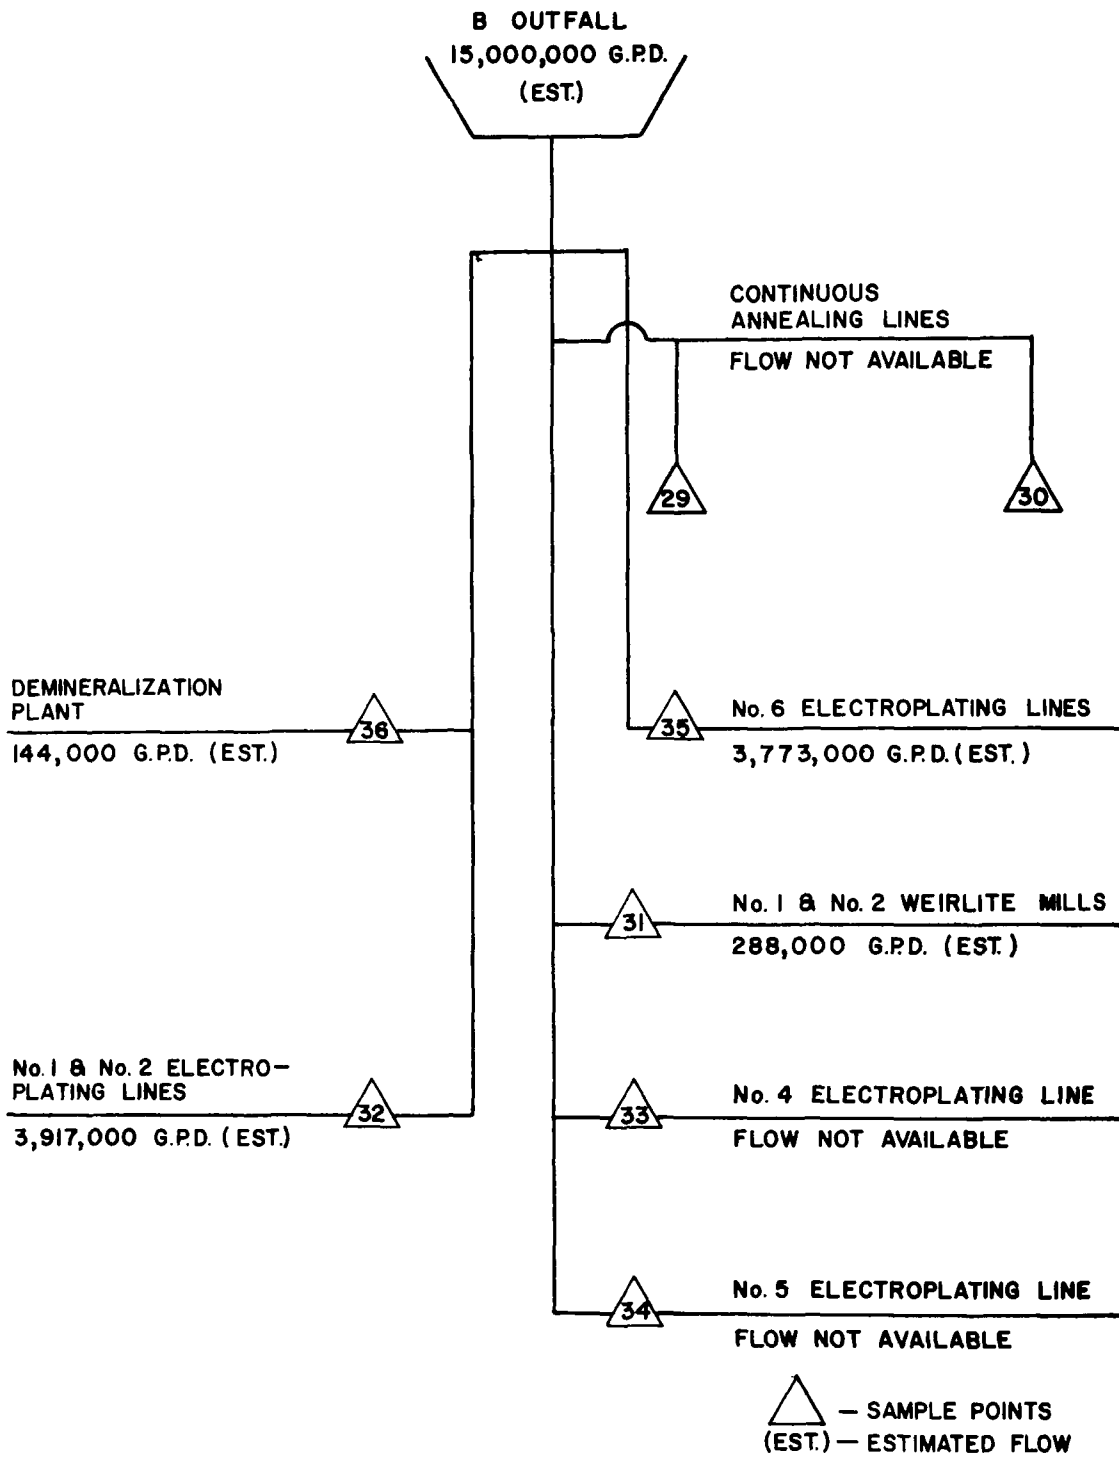 B OUTFALL
15,000,000 G.P.D.
(EST.)
CONTINUOUS
ANNEALING LINES
FLOW NOT AVAILABLE
29
30
DEMINERALIZATION
PLANT
36
144,000 G.P.D. (EST.)
35
No. 6 ELECTROPLATING LINES
3,773,000 G.P.D. (EST.)
31
No. 1 & No. 2 WEIRLITE MILLS
288,000 G.P.D. (EST.)
No. 1 & No. 2 ELECTRO-
PLATING LINES
32
3,917,000 G.P.D. (EST.)
33
No. 4 ELECTROPLATING LINE
FLOW NOT AVAILABLE
34
No. 5 ELECTROPLATING LINE
FLOW NOT AVAILABLE
— SAMPLE POINTS
(EST.) — ESTIMATED FLOW